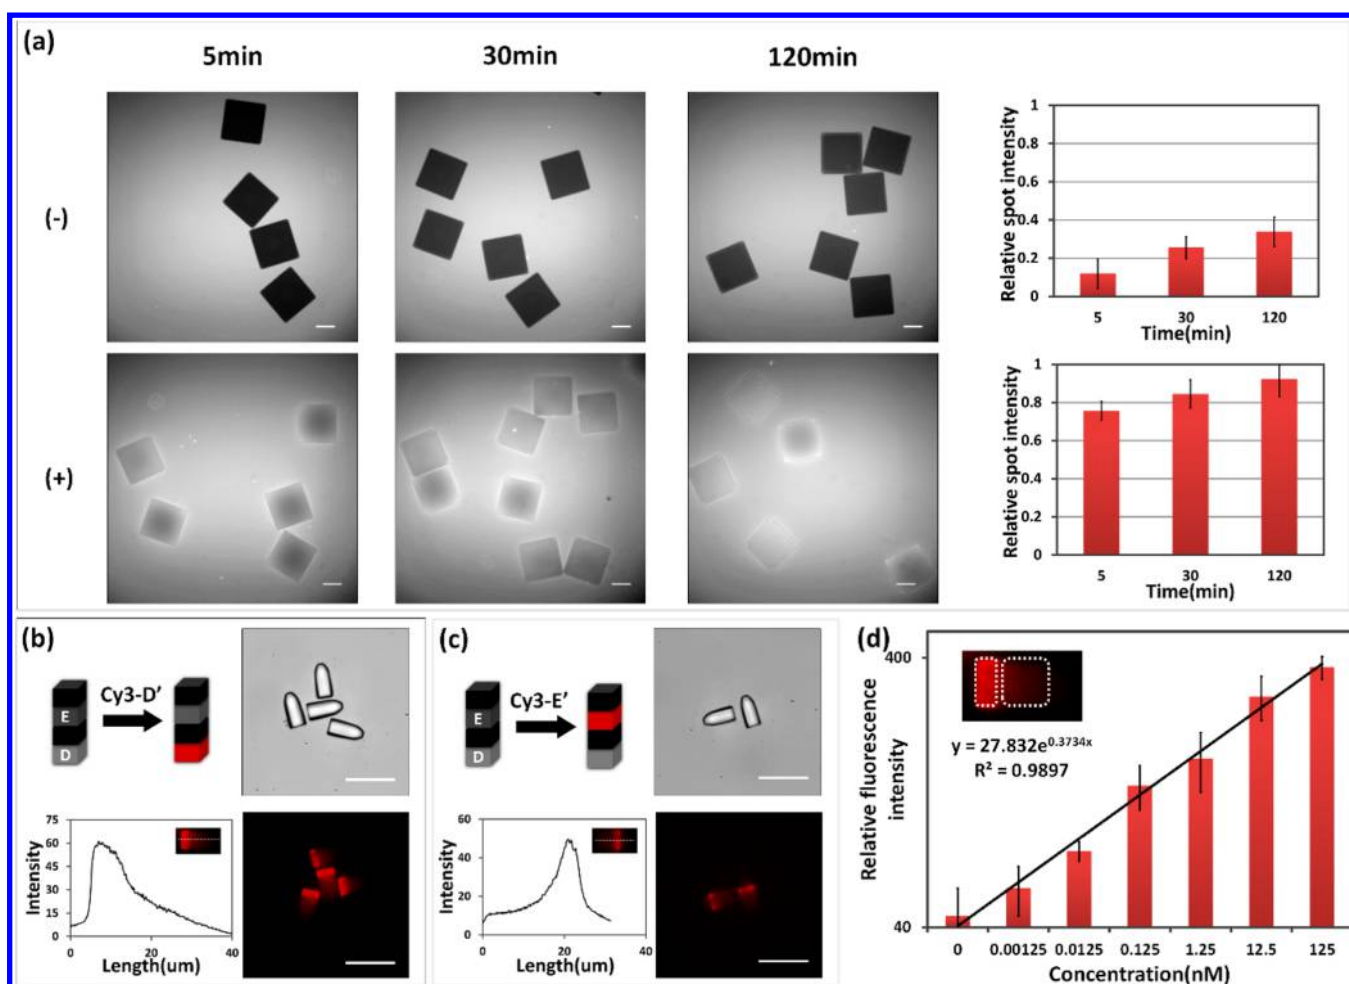 (a)
5min
30min
120min
(-)
(+)
Relative spot intensity
1
0.8
0.6
0.4
0.2
0
5
30
120
Time(min)
Relative spot intensity
1
0.8
0.6
0.4
0.2
0
5
30
120
Time(min)
(b)
E
D
Cy3-D’
Intensity
75
60
45
30
15
0
0
20
40
Length(um)
(c)
E
D
Cy3-E’
Intensity
60
40
20
0
0
20
40
Length(um)
(d)
Relative fluorescence
intensity
400
40
y = 27.832e^0.3734x
R² = 0.9897
0
0.00125
0.0125
0.125
1.25
12.5
125
Concentration(nM)